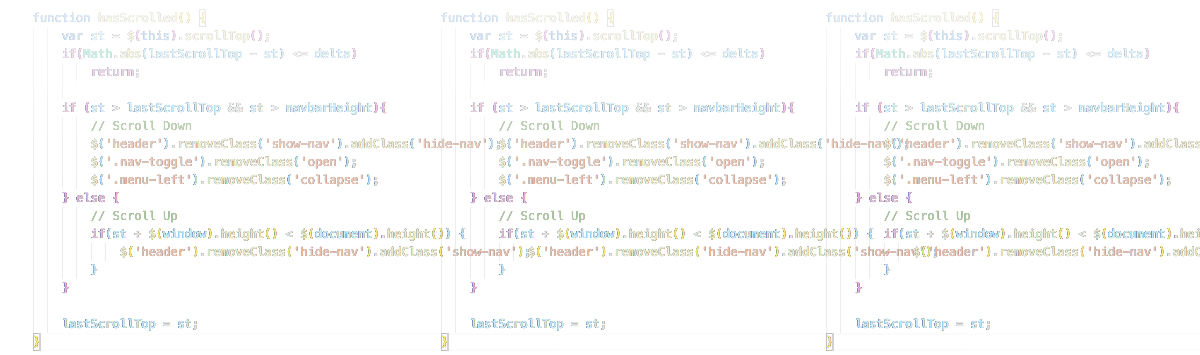 function hasScrolled() {
var st = $(this).scrollTop();
if(Math.abs(lastScrollTop - st) <= delta)
return;
if (st > lastScrollTop && st > navbarHeight){
// Scroll Down
$('header').removeClass('show-nav').addClass('hide-nav');
$('.nav-toggle').removeClass('open');
$('.menu-left').removeClass('collapse');
} else {
// Scroll Up
if(st + $(window).height() < $(document).height()) {
$('header').removeClass('hide-nav').addClass('show-nav');
}
}
lastScrollTop = st;
}
function hasScrolled() {
var st = $(this).scrollTop();
if(Math.abs(lastScrollTop - st) <= delta)
return;
if (st > lastScrollTop && st > navbarHeight){
// Scroll Down
$('header').removeClass('show-nav').addClass('hide-nav');
$('.nav-toggle').removeClass('open');
$('.menu-left').removeClass('collapse');
} else {
// Scroll Up
if(st + $(window).height() < $(document).height()) {
$('header').removeClass('hide-nav').addClass('show-nav');
}
}
lastScrollTop = st;
}
function hasScrolled() {
var st = $(this).scrollTop();
if(Math.abs(lastScrollTop - st) <= delta)
return;
if (st > lastScrollTop && st > navbarHeight){
// Scroll Down
$('header').removeClass('show-nav').addClass
$('.nav-toggle').removeClass('open');
$('.menu-left').removeClass('collapse');
} else {
// Scroll Up
if(st + $(window).height() < $(document).hei
$('header').removeClass('hide-nav').addC
}
}
lastScrollTop = st;
}